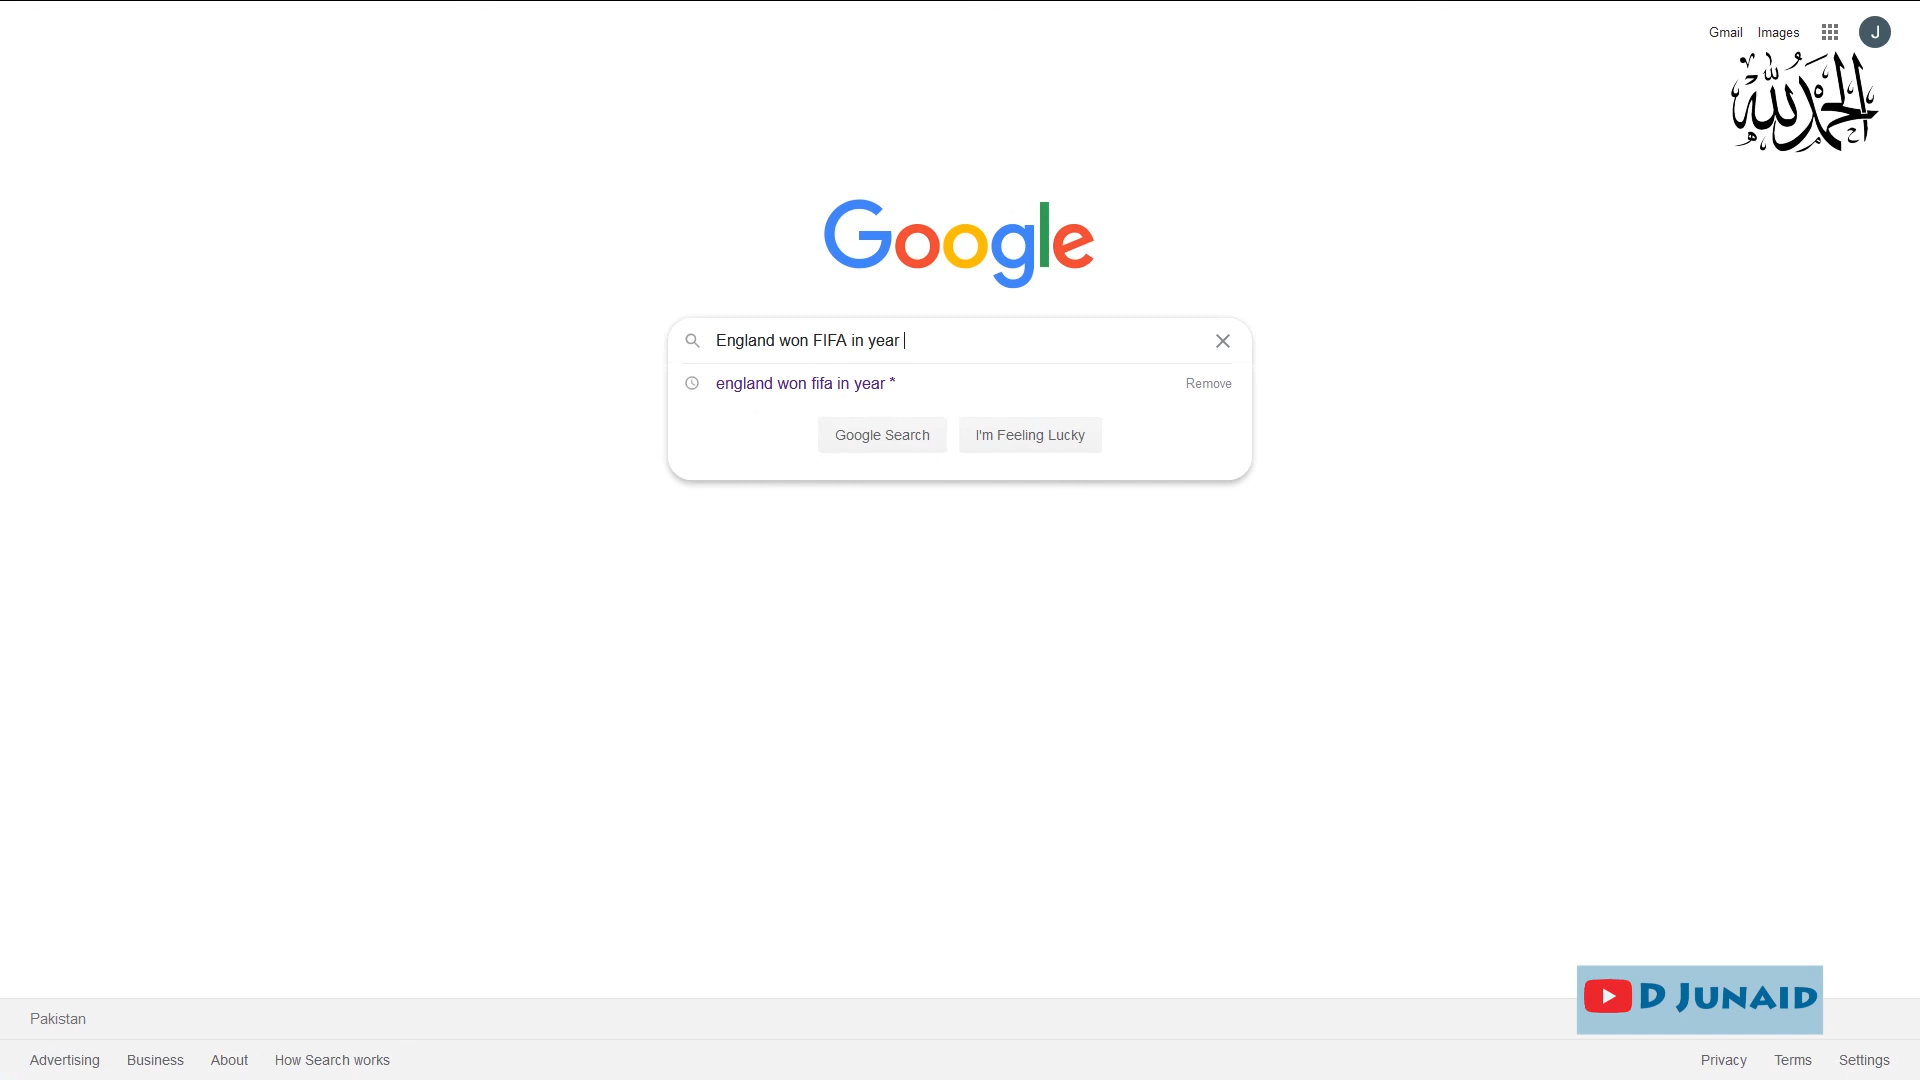 Gmail Images J
الحمد لله
Google
England won FIFA in year
england won fifa in year *
Remove
Google Search
I'm Feeling Lucky
D JUNAID
Pakistan
Advertising Business About How Search works
Privacy Terms Settings